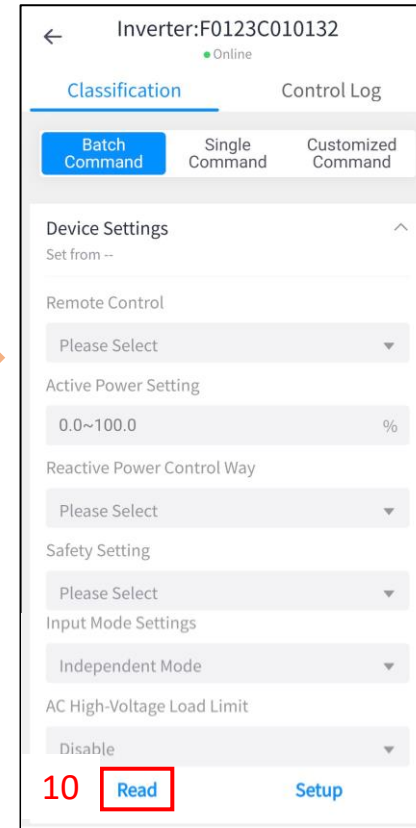 Inverter:F0123C010132
Online
Classification Control Log
Batch Command Single Command Customized Command
Device Settings
Set from --
Remote Control
Please Select
Active Power Setting
0.0~100.0 %
Reactive Power Control Way
Please Select
Safety Setting
Please Select
Input Mode Settings
Independent Mode
AC High-Voltage Load Limit
Disable
10 Read Setup